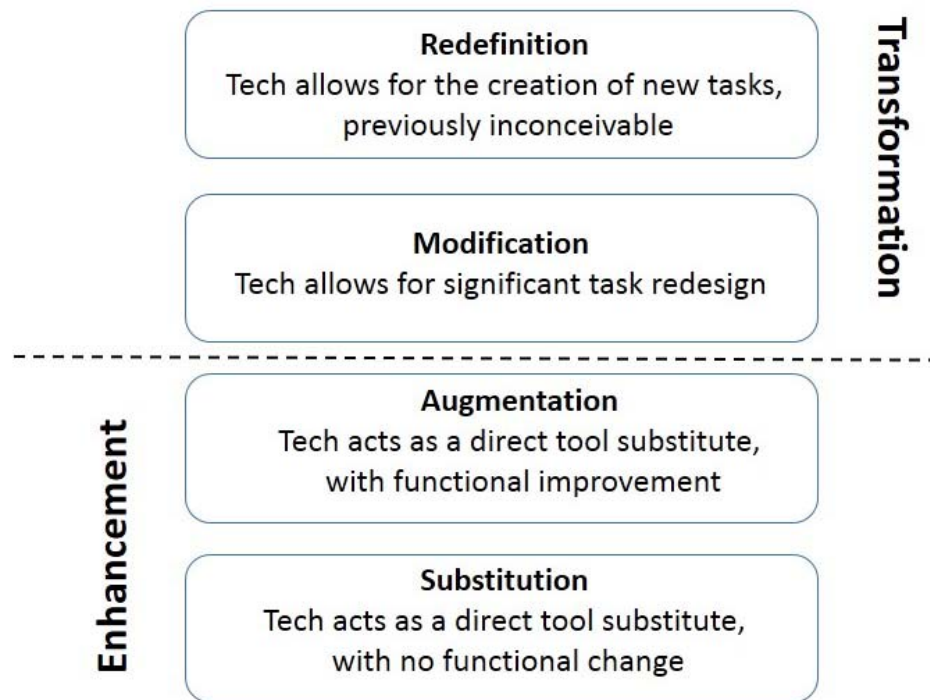 Redefinition
Tech allows for the creation of new tasks,
previously inconceivable
Transformation
Modification
Tech allows for significant task redesign
Augmentation
Tech acts as a direct tool substitute,
with functional improvement
Enhancement
Substitution
Tech acts as a direct tool substitute,
with no functional change